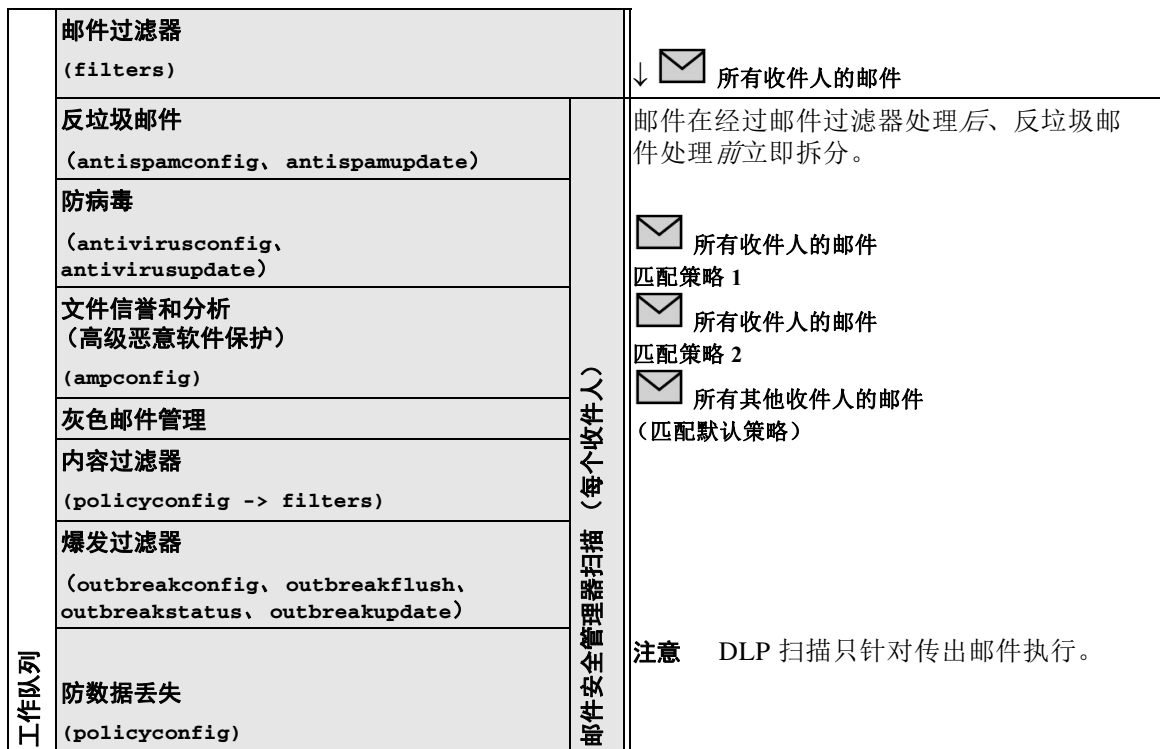 邮件过滤器
(filters)
↓ 所有收件人的邮件
反垃圾邮件
（antispamconfig、antispamupdate）
邮件在经过邮件过滤器处理后、反垃圾邮
件处理前立即拆分。
防病毒
（antivirusconfig、
antivirusupdate）
所有收件人的邮件
匹配策略 1
文件信誉和分析
（高级恶意软件保护）
(ampconfig)
所有收件人的邮件
匹配策略 2
灰色邮件管理
所有其他收件人的邮件
（匹配默认策略）
内容过滤器
(policyconfig -> filters)
爆发过滤器
（outbreakconfig、outbreakflush、
outbreakstatus、outbreakupdate）
防数据丢失
(policyconfig)
注意 DLP 扫描只针对传出邮件执行。
邮件安全管理器扫描（每个收件人）
工作队列